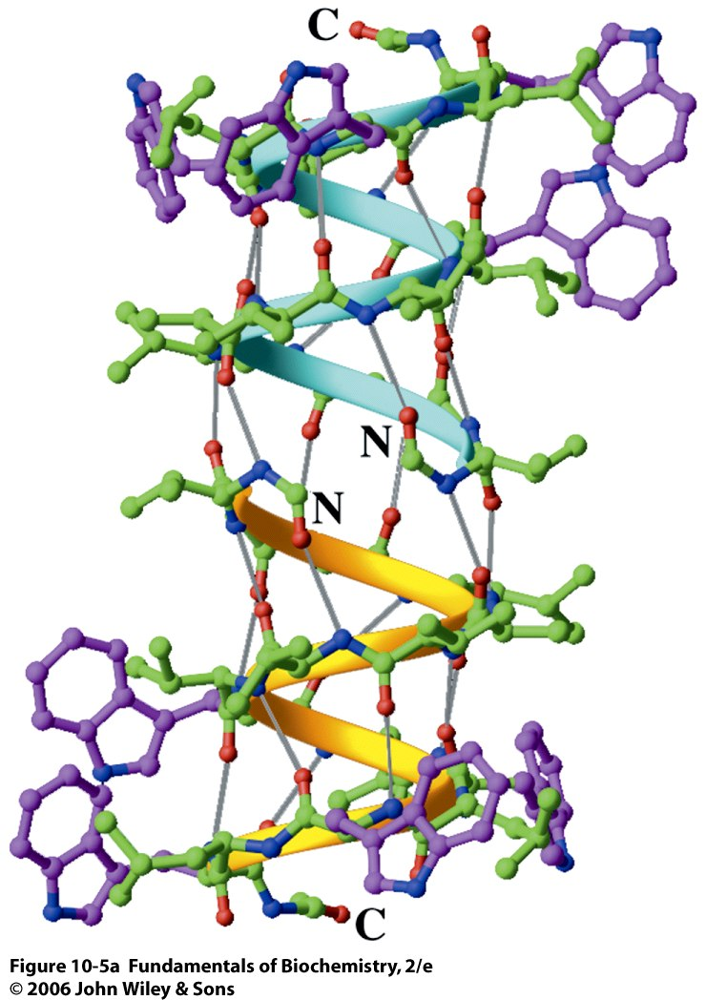 C
N
N
C
Figure 10-5a Fundamentals of Biochemistry, 2/e
© 2006 John Wiley & Sons